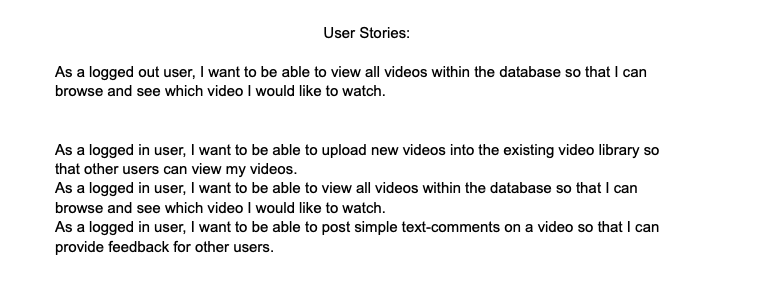 User Stories:
As a logged out user, I want to be able to view all videos within the database so that I can
browse and see which video I would like to watch.
As a logged in user, I want to be able to upload new videos into the existing video library so
that other users can view my videos.
As a logged in user, I want to be able to view all videos within the database so that I can
browse and see which video I would like to watch.
As a logged in user, I want to be able to post simple text-comments on a video so that I can
provide feedback for other users.